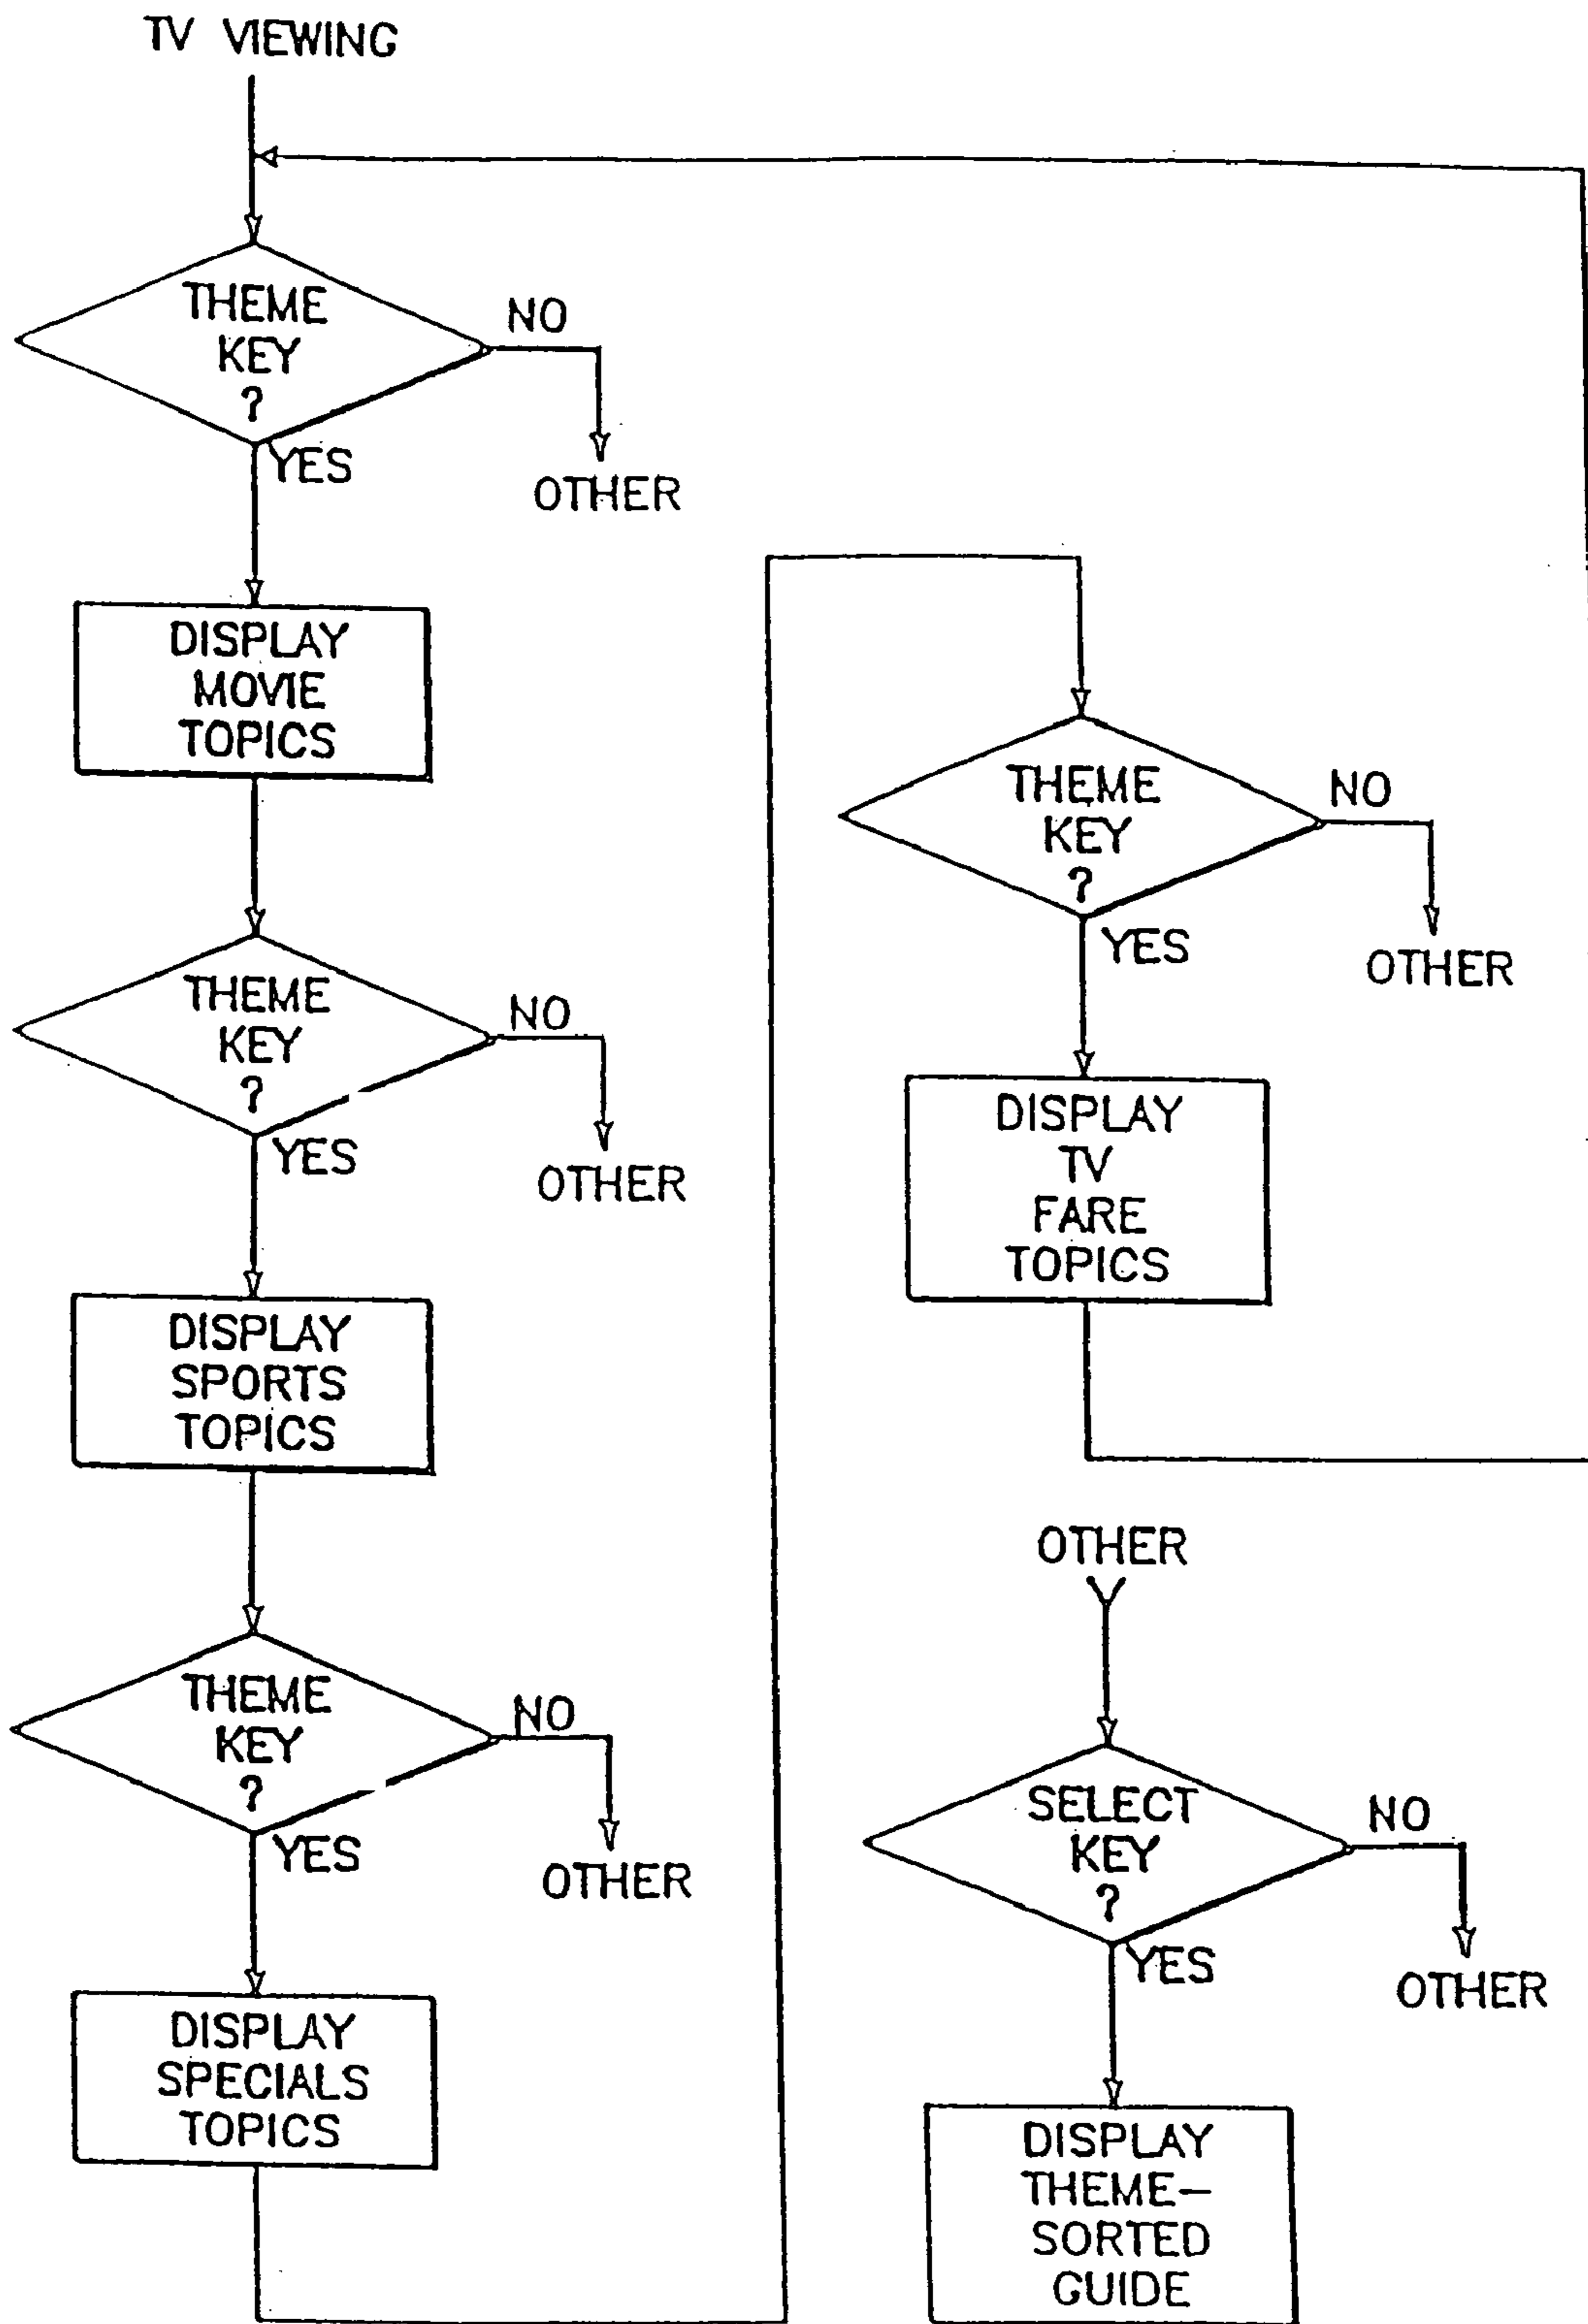 TV VIEWING
THEME
KEY
?
NO
YES
OTHER
DISPLAY
MOVIE
TOPICS
THEME
KEY
?
NO
YES
OTHER
DISPLAY
SPORTS
TOPICS
THEME
KEY
?
NO
YES
OTHER
DISPLAY
SPECIALS
TOPICS
THEME
KEY
?
NO
YES
OTHER
DISPLAY
TV
FARE
TOPICS
OTHER
SELECT
KEY
?
NO
YES
OTHER
DISPLAY
THEME-
SORTED
GUIDE